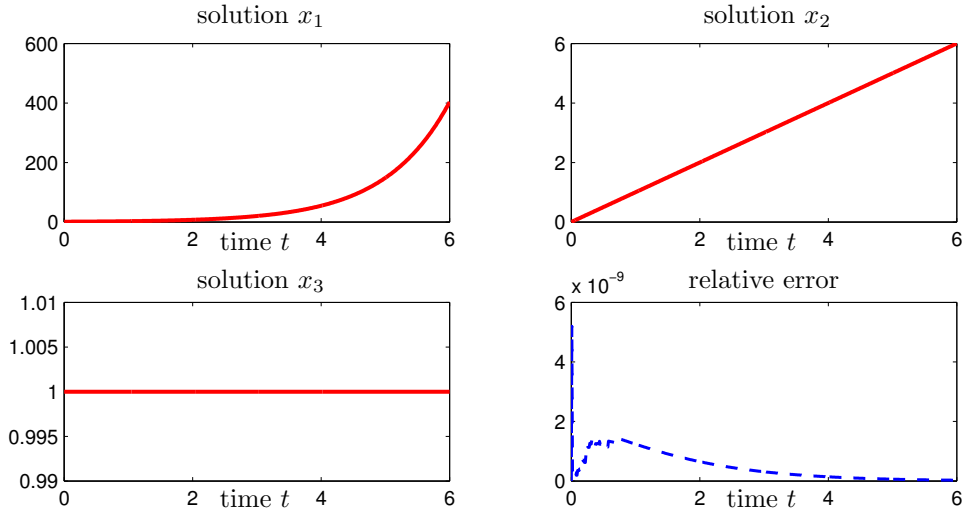 solution x₁
600
400
200
0
0 2 4 6
time t
solution x₂
6
4
2
0
0 2 4 6
time t
solution x₃
1.01
1.005
1
0.995
0.99
0 2 4 6
time t
relative error
x 10⁻⁹
6
4
2
0
0 2 4 6
time t